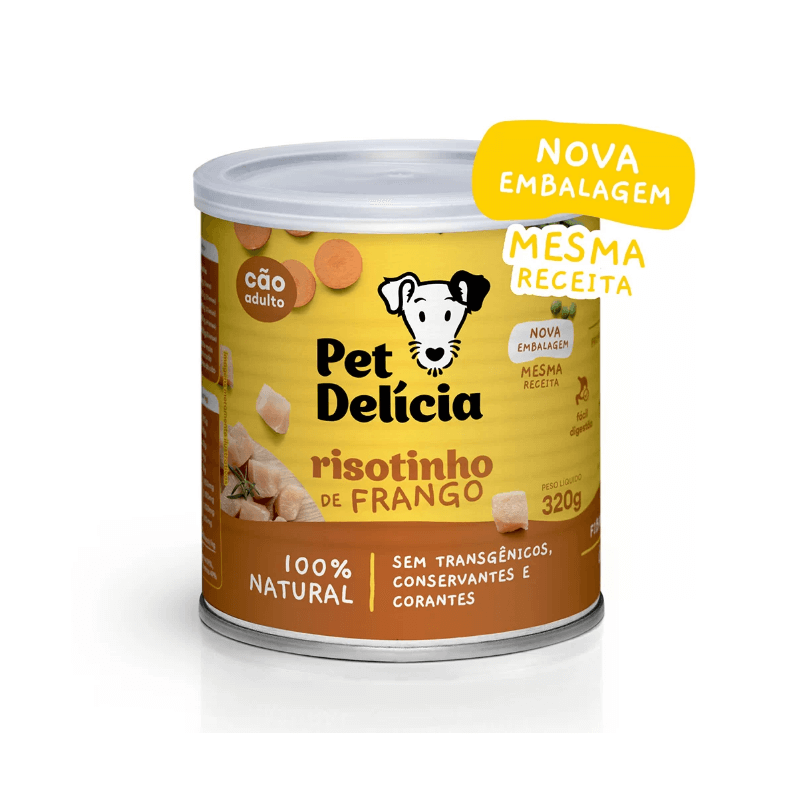 NOVA
EMBALAGEM
MESMA
RECEITA
cão
adulto
Pet
Delícia
NOVA
EMBALAGEM
MESMA
RECEITA
fácil
digestão
risotinho
DE FRANGO
PESO LÍQUIDO
320g
100%
NATURAL
SEM TRANSGÊNICOS,
CONSERVANTES E
CORANTES